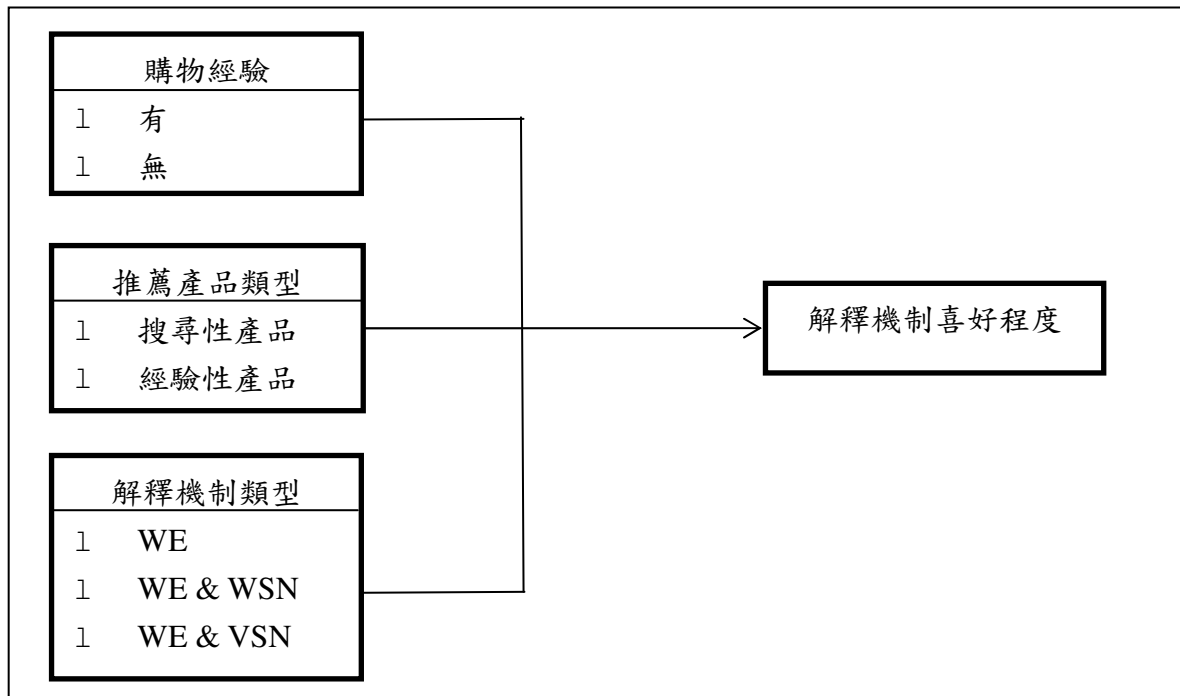 購物經驗
l 有
l 無
推薦產品類型
l 搜尋性產品
l 經驗性產品
解釋機制類型
l WE
l WE & WSN
l WE & VSN
解釋機制喜好程度